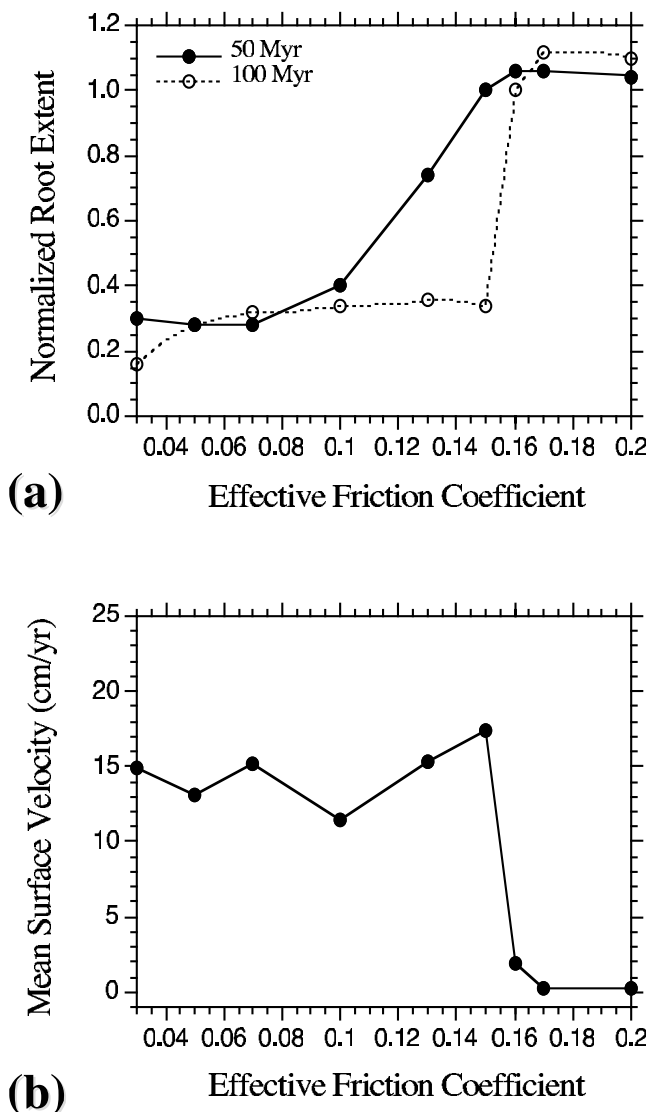 50 Myr
100 Myr
Normalized Root Extent
1.2
1.0
0.8
0.6
0.4
0.2
0.0
0.04 0.06 0.08 0.1 0.12 0.14 0.16 0.18 0.2
Effective Friction Coefficient
(a)
Mean Surface Velocity (cm/yr)
25
20
15
10
5
0
0.04 0.06 0.08 0.1 0.12 0.14 0.16 0.18 0.2
Effective Friction Coefficient
(b)